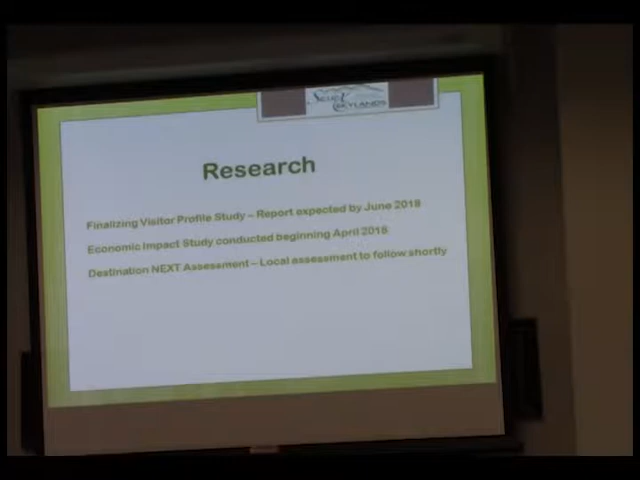 Research
Finalizing Visitor Profile Study – Report expected by June 2018
Economic Impact Study conducted beginning April 2018
Destination NEXT Assessment – Local assessment to follow shortly